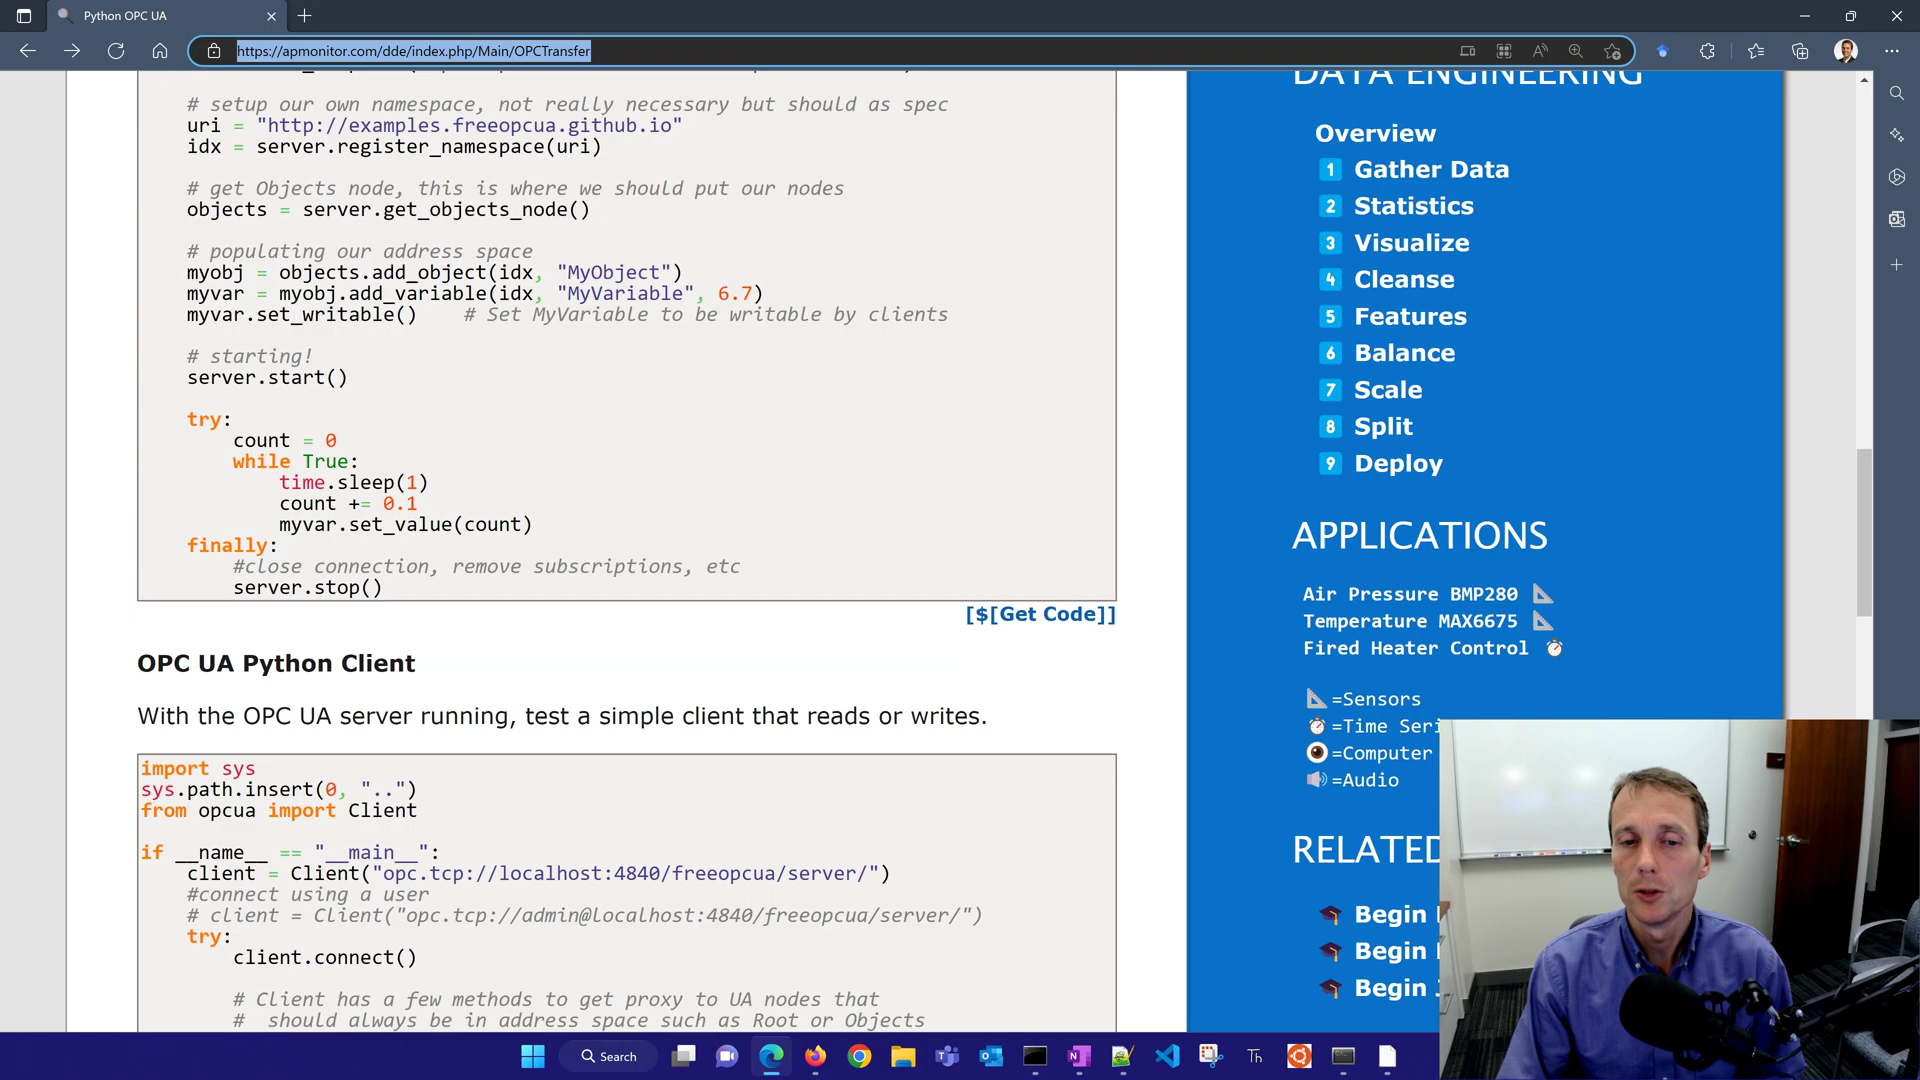 Python OPC UA
https://apmonitor.com/dde/index.php/Main/OPCTransfer
# setup our own namespace, not really necessary but should as spec
uri = "http://examples.freeopcua.github.io"
idx = server.register_namespace(uri)
# get Objects node, this is where we should put our nodes
objects = server.get_objects_node()
# populating our address space
myobj = objects.add_object(idx, "MyObject")
myvar = myobj.add_variable(idx, "MyVariable", 6.7)
myvar.set_writable()    # Set MyVariable to be writable by clients
# starting!
server.start()
try:
count = 0
while True:
time.sleep(1)
count += 0.1
myvar.set_value(count)
finally:
#close connection, remove subscriptions, etc
server.stop()
[$[Get Code]]
OPC UA Python Client
With the OPC UA server running, test a simple client that reads or writes.
import sys
sys.path.insert(0, "..")
from opcua import Client
if __name__ == "__main__":
client = Client("opc.tcp://localhost:4840/freeopcua/server/")
#connect using a user
# client = Client("opc.tcp://admin@localhost:4840/freeopcua/server/")
try:
client.connect()
# Client has a few methods to get proxy to UA nodes that
#  should always be in address space such as Root or Objects
DATA ENGINEERING
Overview
1 Gather Data
2 Statistics
3 Visualize
4 Cleanse
5 Features
6 Balance
7 Scale
8 Split
9 Deploy
APPLICATIONS
Air Pressure BMP280
Temperature MAX6675
Fired Heater Control
=Sensors
=Time Seri
=Computer
=Audio
RELATED
Begin
Begin
Begin
Search
Th